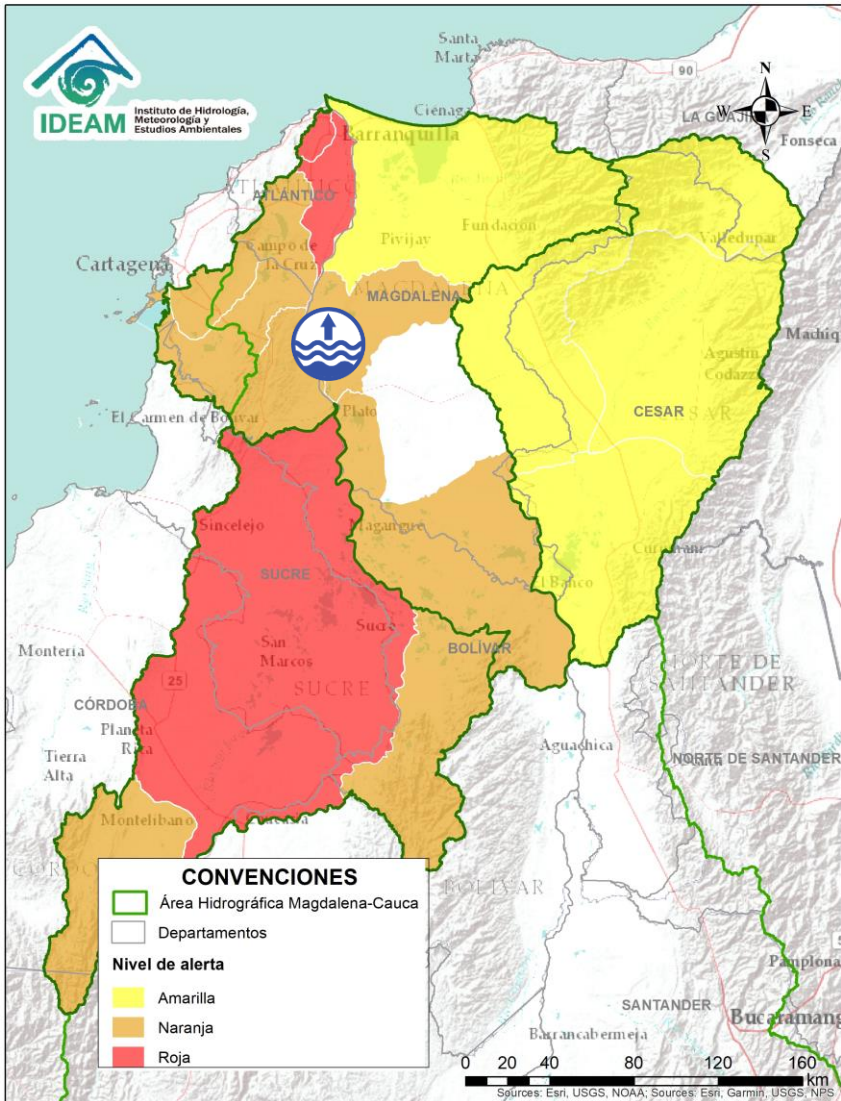 IDEAM
Instituto de Hidrología,
Meteorología y
Estudios Ambientales
Santa
Marta
90
N
W
E
S
LA GUAJIRA
Fonseca
Ciénaga
Barranquilla
ATLÁNTICO
Valledupar
Fundación
Pivijay
Campo de
la Cruz
Cartagena
MAGDALENA
Machiq
Agustín
Codazzi
CESAR
Plato
El Carmen de Bolívar
Sincelejo
Magangue
SUCRE
El Banco
Sucre
San
Marcos
SUCRE
BOLÍVAR
Montería
25
CÓRDOBA
Planeta
Rica
Tierra
Alta
NORTE DE
SANTANDER
NORTE DE SANTANDER
Aguachica
Montelibano
BOLÍVAR
CONVENCIONES
Área Hidrográfica Magdalena-Cauca
Departamentos
Nivel de alerta
Amarilla
Naranja
Roja
Pamplona
SANTANDER
Bucaramang
Barrancabermeja
0 20 40 80 120 160
km
Sources: Esri, USGS, NOAA; Sources: Esri, Garmin, USGS, NPS